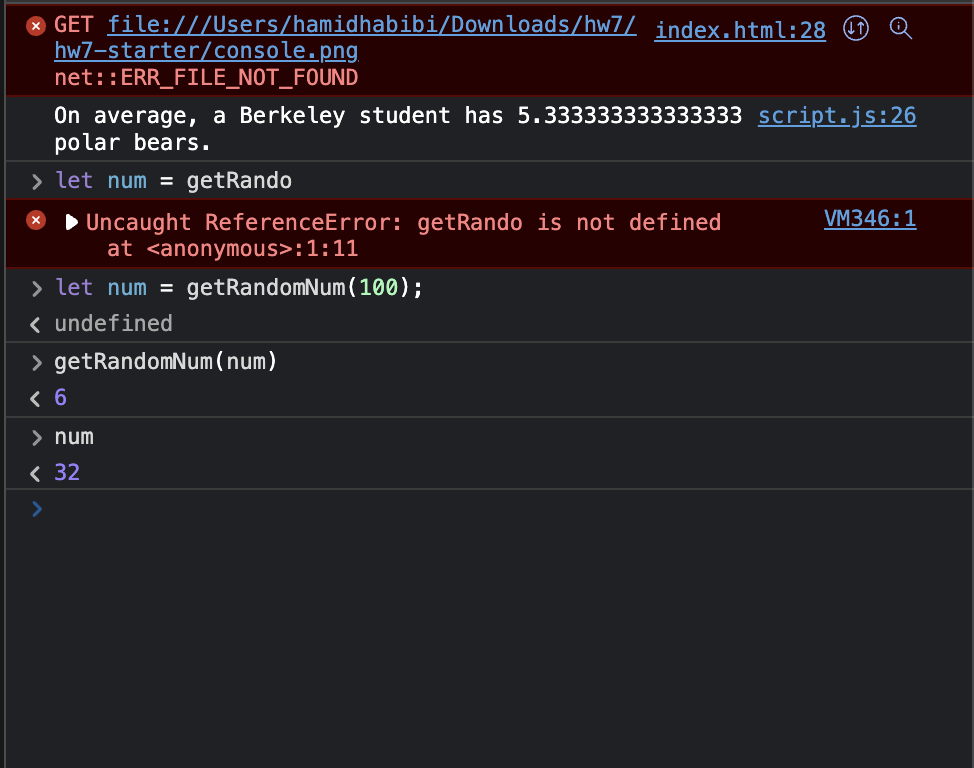 GET file:///Users/hamidhabibi/Downloads/hw7/ index.html:28
hw7-starter/console.png
net::ERR_FILE_NOT_FOUND
On average, a Berkeley student has 5.333333333333333 script.js:26
polar bears.
> let num = getRando
Uncaught ReferenceError: getRando is not defined VM346:1
at <anonymous>:1:11
> let num = getRandomNum(100);
< undefined
> getRandomNum(num)
< 6
> num
< 32
>